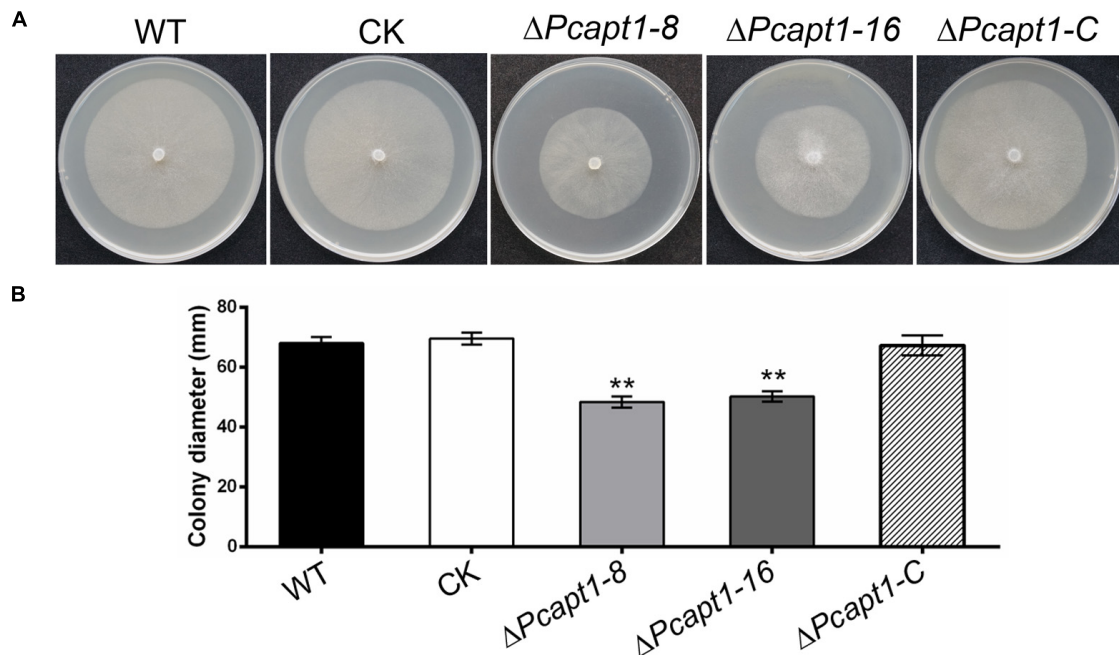 A
WT CK ΔPcapt1-8 ΔPcapt1-16 ΔPcapt1-C
B
Colony diameter (mm)
80
60
40
20
0
** **
WT CK ΔPcapt1-8 ΔPcapt1-16 ΔPcapt1-C